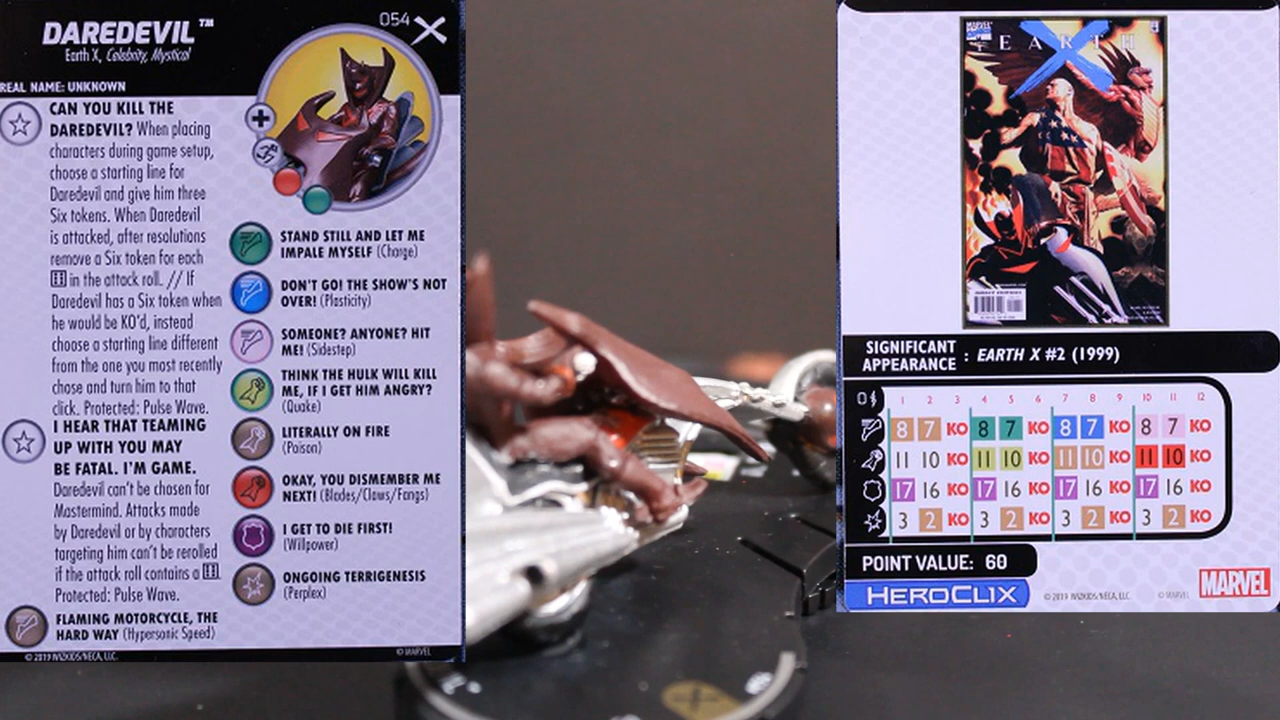 DAREDEVIL™
054
Earth X, Celebrity, Mystical
REAL NAME: UNKNOWN
CAN YOU KILL THE
DAREDEVIL? When placing
characters during game setup,
choose a starting line for
Daredevil and give him three
Six tokens. When Daredevil
is attacked, after resolutions
remove a Six token for each
⚅ in the attack roll. // If
Daredevil has a Six token when
he would be KO'd, instead
choose a starting line different
from the one you most recently
chose and turn him to that
click. Protected: Pulse Wave.
I HEAR THAT TEAMING
UP WITH YOU MAY
BE FATAL. I'M GAME.
Daredevil can't be chosen for
Mastermind. Attacks made
by Daredevil or by characters
targeting him can't be rerolled
if the attack roll contains a ⚅.
Protected: Pulse Wave.
FLAMING MOTORCYCLE, THE
HARD WAY (Hypersonic Speed)
© 2019 WIZKIDS/NECA, LLC.
© MARVEL
STAND STILL AND LET ME
IMPALE MYSELF (Charge)
DON'T GO! THE SHOW'S NOT
OVER! (Plasticity)
SOMEONE? ANYONE? HIT
ME! (Sidestep)
THINK THE HULK WILL KILL
ME, IF I GET HIM ANGRY?
(Quake)
LITERALLY ON FIRE
(Poison)
OKAY, YOU DISMEMBER ME
NEXT! (Blades/Claws/Fangs)
I GET TO DIE FIRST!
(Willpower)
ONGOING TERRIGENESIS
(Perplex)
EARTH X
SIGNIFICANT
APPEARANCE : EARTH X #2 (1999)
0 1 2 3 4 5 6 7 8 9 10 11 12
8 7 KO 8 7 KO 8 7 KO 8 7 KO
11 10 KO 11 10 KO 11 10 KO 11 10 KO
17 16 KO 17 16 KO 17 16 KO 17 16 KO
3 2 KO 3 2 KO 3 2 KO 3 2 KO
POINT VALUE: 60
HEROCLIX
© 2019 WIZKIDS/NECA, LLC.
© MARVEL
MARVEL